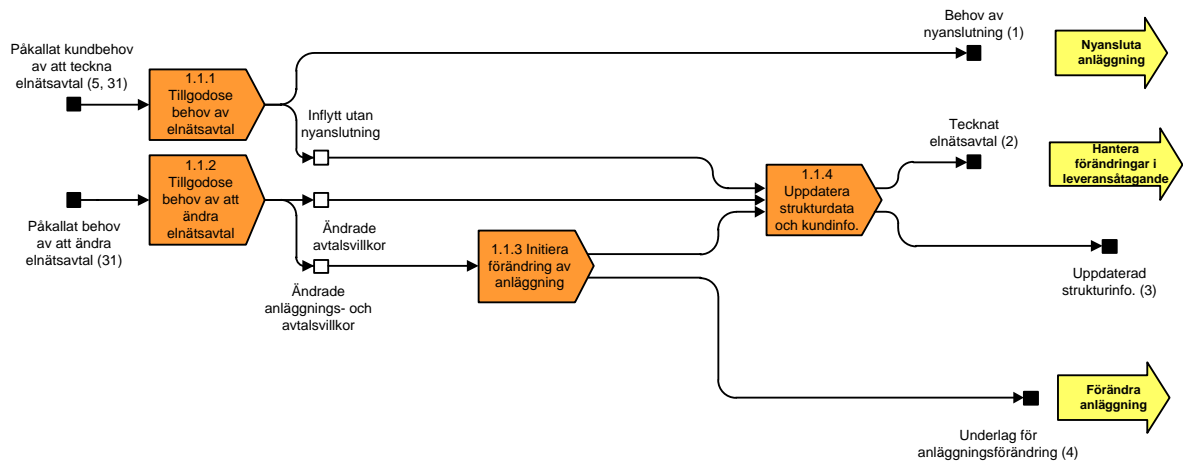 Påkallat kundbehov
av att teckna
elnätsavtal (5, 31)
1.1.1
Tillgodose
behov av
elnätsavtal
Behov av
nyanslutning (1)
Nyansluta
anläggning
Inflytt utan
nyanslutning
Tecknat
elnätsavtal (2)
Hantera
förändringar i
leveransåtagande
1.1.2
Tillgodose
behov av att
ändra
elnätsavtal
1.1.4
Uppdatera
strukturdata
och kundinfo.
Påkallat behov
av att ändra
elnätsavtal (31)
Ändrade
avtalsvillkor
1.1.3 Initiera
förändring av
anläggning
Uppdaterad
strukturinfo. (3)
Ändrade
anläggnings- och
avtalsvillkor
Förändra
anläggning
Underlag för
anläggningsförändring (4)